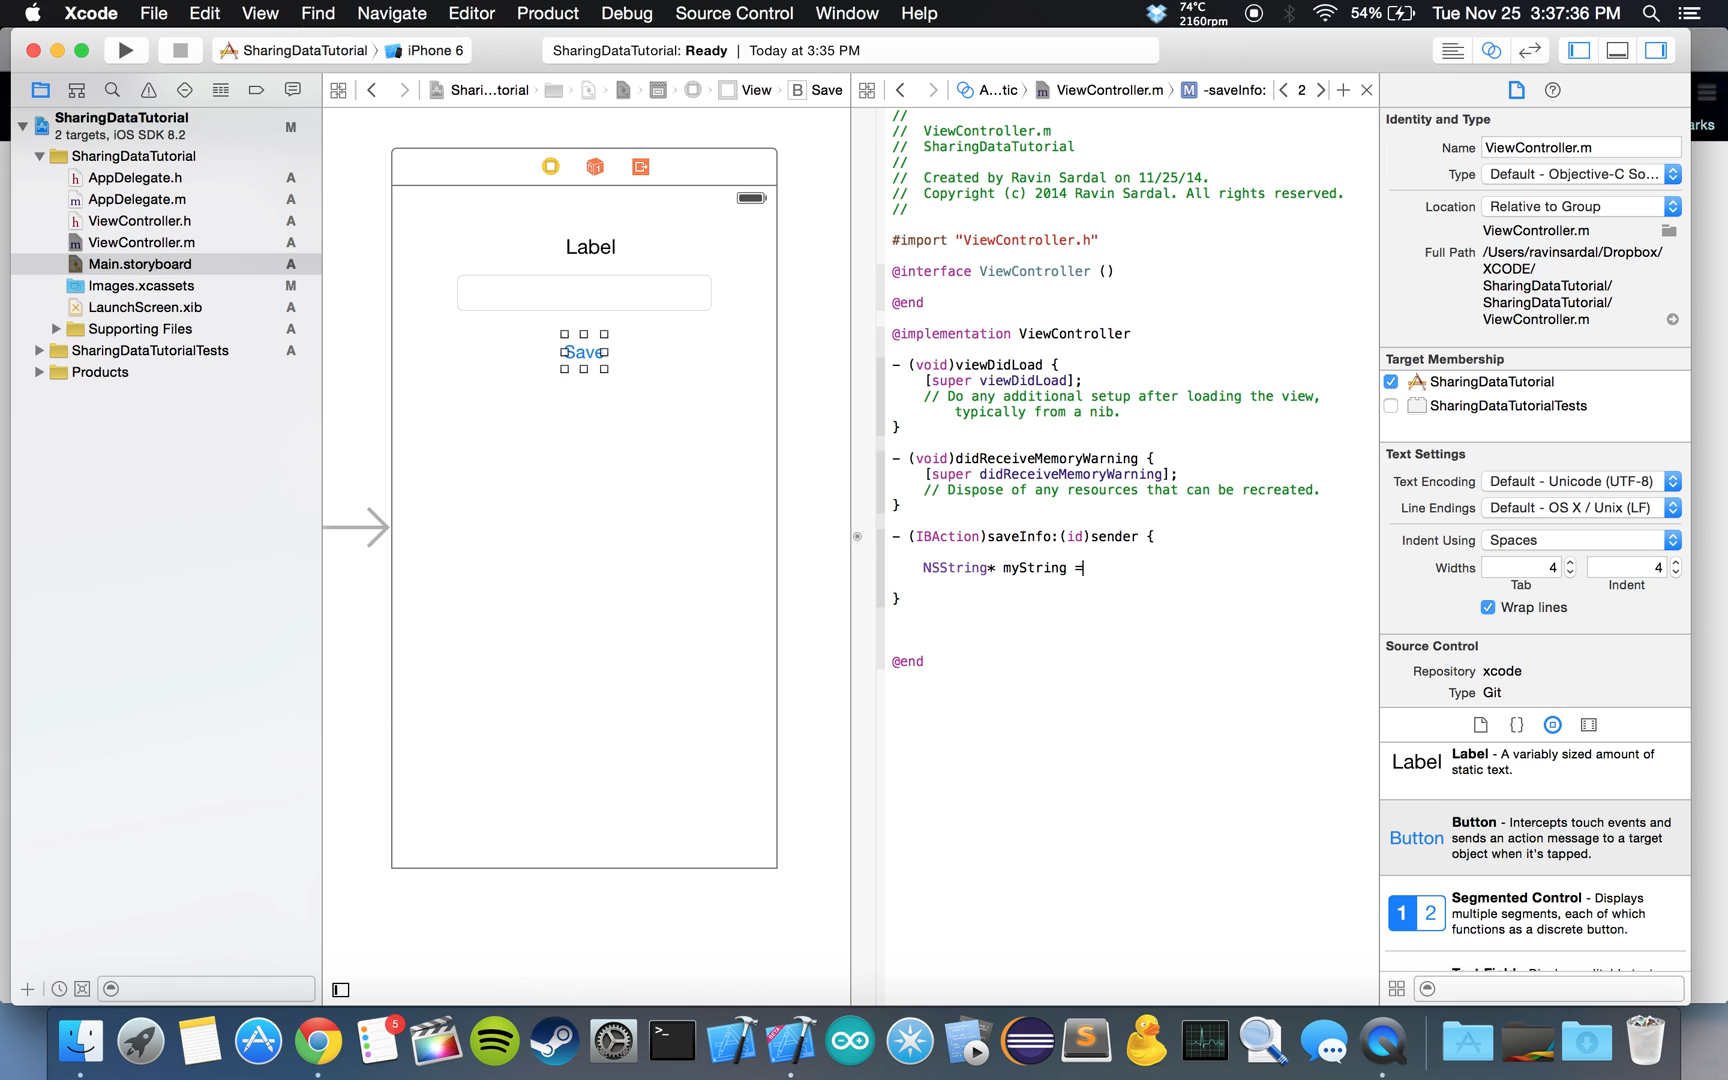 Xcode File Edit View Find Navigate Editor Product Debug Source Control Window Help 74°C 2160rpm 54% Tue Nov 25 3:37:36 PM
SharingDataTutorial iPhone 6 SharingDataTutorial: Ready | Today at 3:35 PM
Shari...torial View B Save A...tic ViewController.m M -saveInfo: 2
SharingDataTutorial M
2 targets, iOS SDK 8.2
SharingDataTutorial
AppDelegate.h A
AppDelegate.m A
ViewController.h A
ViewController.m A
Main.storyboard A
Images.xcassets M
LaunchScreen.xib A
Supporting Files A
SharingDataTutorialTests A
Products
Label
Save
//
// ViewController.m
// SharingDataTutorial
//
// Created by Ravin Sardal on 11/25/14.
// Copyright (c) 2014 Ravin Sardal. All rights reserved.
//
#import "ViewController.h"
@interface ViewController ()
@end
@implementation ViewController
- (void)viewDidLoad {
[super viewDidLoad];
// Do any additional setup after loading the view,
typically from a nib.
}
- (void)didReceiveMemoryWarning {
[super didReceiveMemoryWarning];
// Dispose of any resources that can be recreated.
}
- (IBAction)saveInfo:(id)sender {
NSString* myString =
}
@end
Identity and Type
Name ViewController.m
Type Default - Objective-C So...
Location Relative to Group
ViewController.m
Full Path /Users/ravinsardal/Dropbox/
XCODE/
SharingDataTutorial/
SharingDataTutorial/
ViewController.m
Target Membership
SharingDataTutorial
SharingDataTutorialTests
Text Settings
Text Encoding Default - Unicode (UTF-8)
Line Endings Default - OS X / Unix (LF)
Indent Using Spaces
Widths 4 4
Tab Indent
Wrap lines
Source Control
Repository xcode
Type Git
Label Label - A variably sized amount of
static text.
Button - Intercepts touch events and
Button sends an action message to a target
object when it's tapped.
Segmented Control - Displays
1 2 multiple segments, each of which
functions as a discrete button.
arks
5